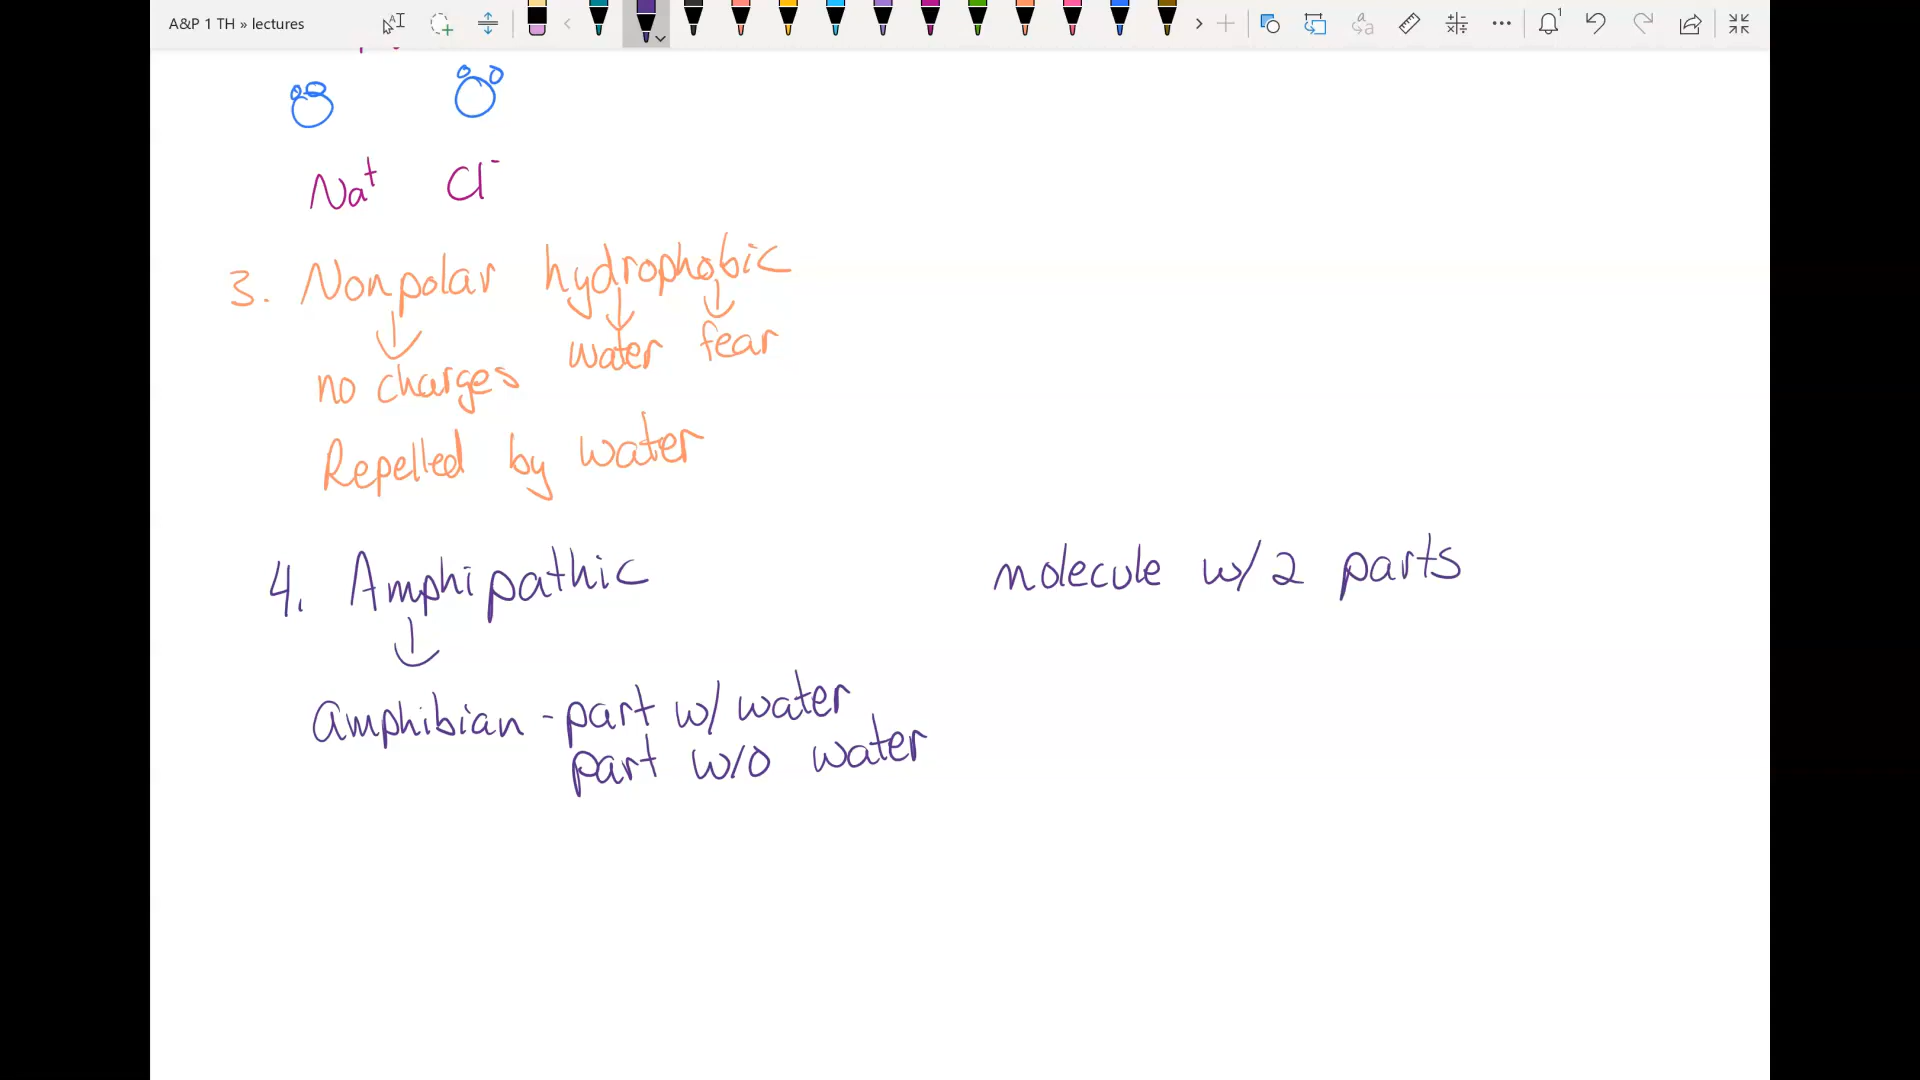 A&P 1 TH » lectures
Na⁺ Cl⁻
3. Nonpolar hydrophobic
no charges water fear
Repelled by water
4. Amphipathic molecule w/ 2 parts
amphibian - part w/ water
part w/o water